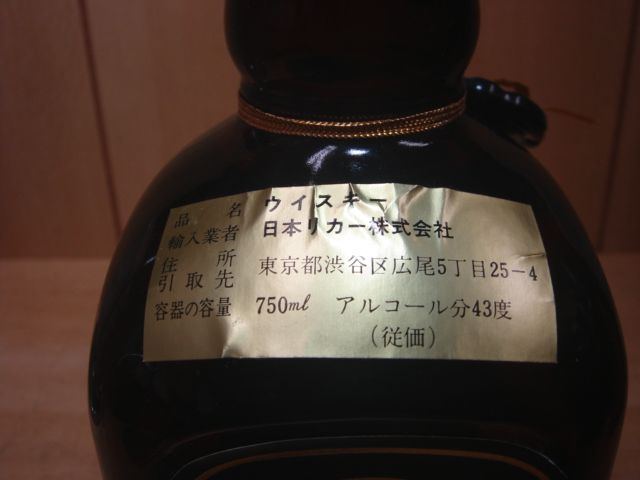 品名 ウイスキー
輸入業者 日本リカー株式会社
住所
引取先 東京都渋谷区広尾5丁目25-4
容器の容量 750ml アルコール分43度
(従価)